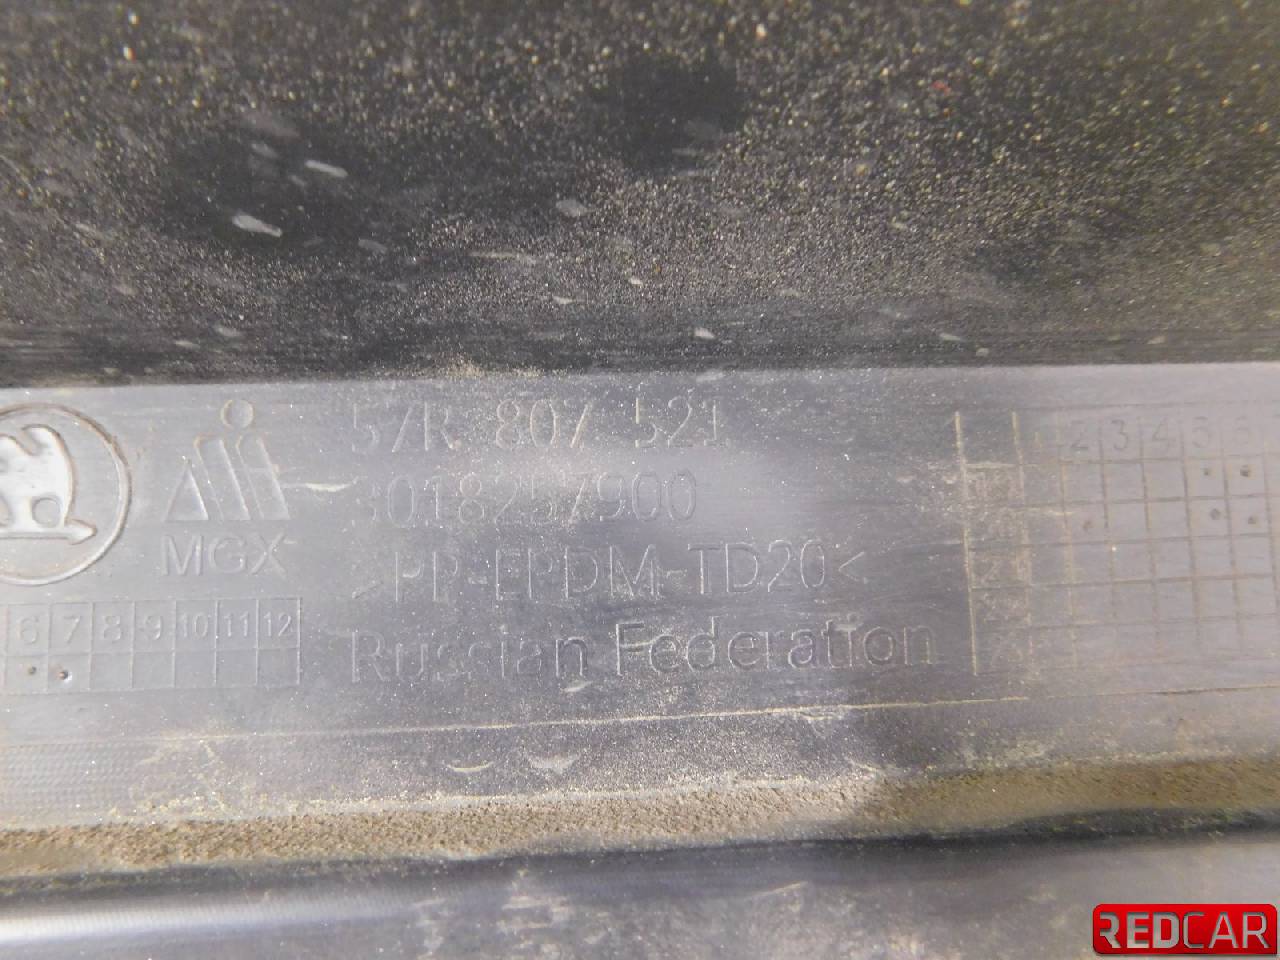 57R 807 521
3018257900
MGX
>PP-EPDM-TD20<
Russian Federation
6 7 8 9 10 11 12
2 3 4 5 6
REDCAR